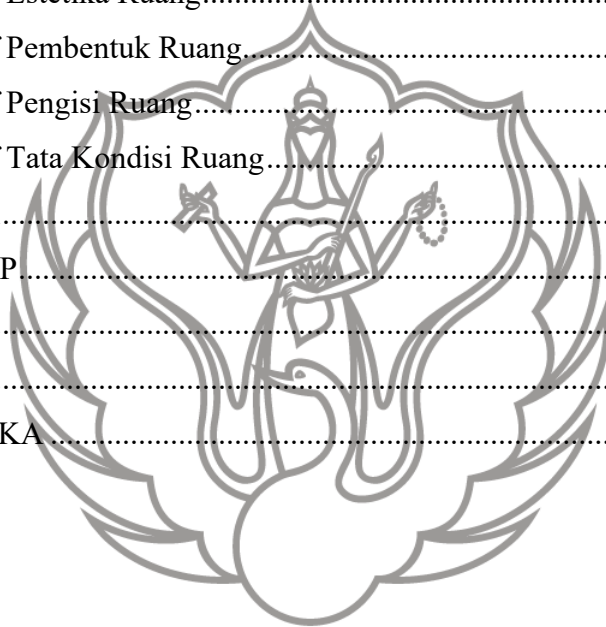 Estetika Ruang..........................................................
Pembentuk Ruang..................................................
Pengisi Ruang.........................................................
Tata Kondisi Ruang...............................................
....................................................................................
P..................................................................................
....................................................................................
....................................................................................
KA ..............................................................................